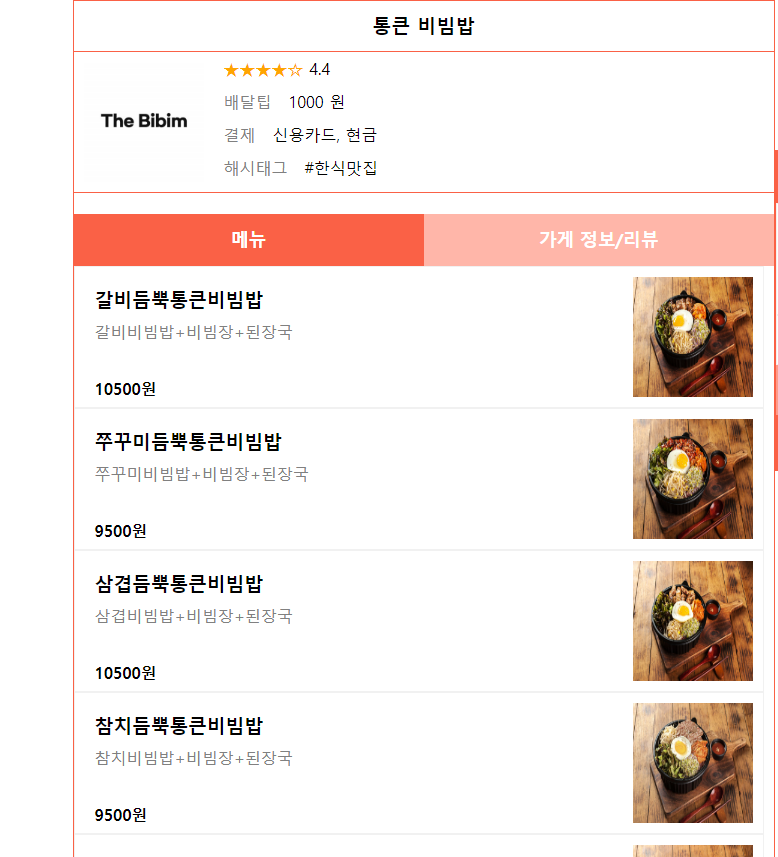 통큰 비빔밥
The Bibim
★★★★☆ 4.4
배달팁 1000 원
결제 신용카드, 현금
해시태그 #한식맛집
메뉴
가게 정보/리뷰
갈비듬뿍통큰비빔밥
갈비비빔밥+비빔장+된장국
10500원
쭈꾸미듬뿍통큰비빔밥
쭈꾸미비빔밥+비빔장+된장국
9500원
삼겹듬뿍통큰비빔밥
삼겹비빔밥+비빔장+된장국
10500원
참치듬뿍통큰비빔밥
참치비빔밥+비빔장+된장국
9500원